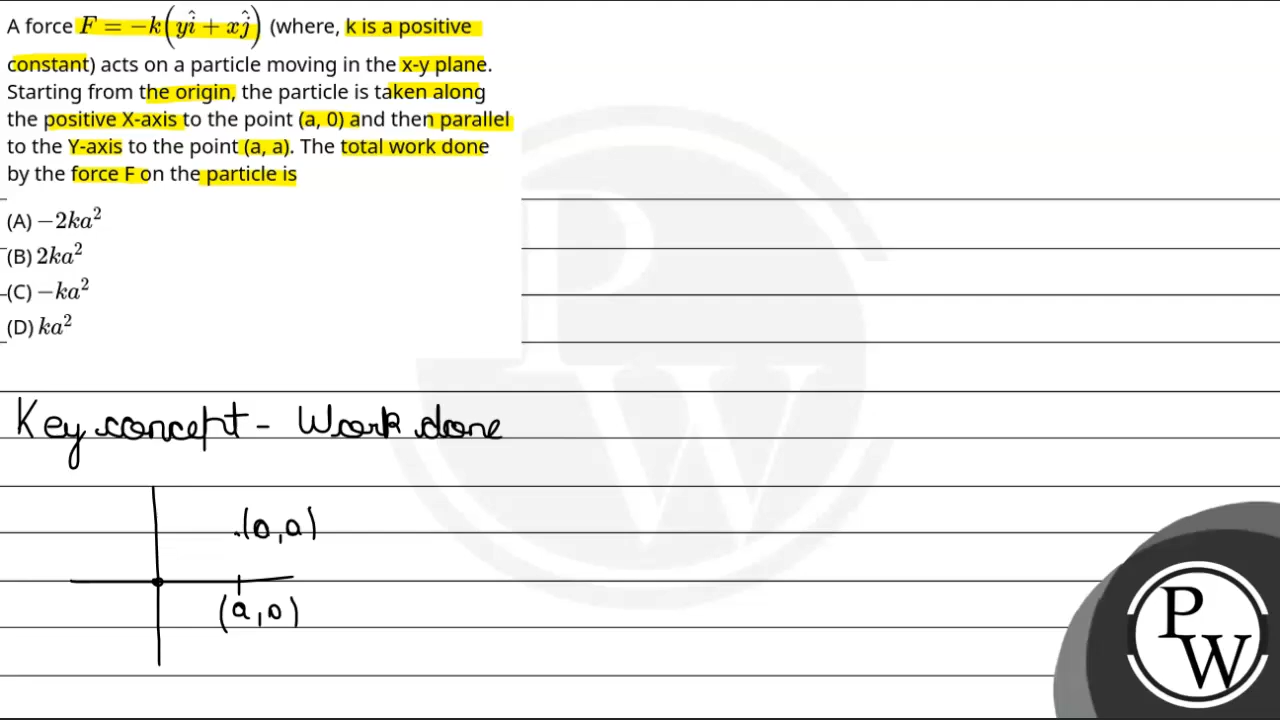 A force F = −k(yî + xĵ) (where, k is a positive
constant) acts on a particle moving in the x-y plane.
Starting from the origin, the particle is taken along
the positive X-axis to the point (a, 0) and then parallel
to the Y-axis to the point (a, a). The total work done
by the force F on the particle is
(A) −2ka²
(B) 2ka²
(C) −ka²
(D) ka²
Key concept - Work done
.(a,a)
(a,0)
PW
PW